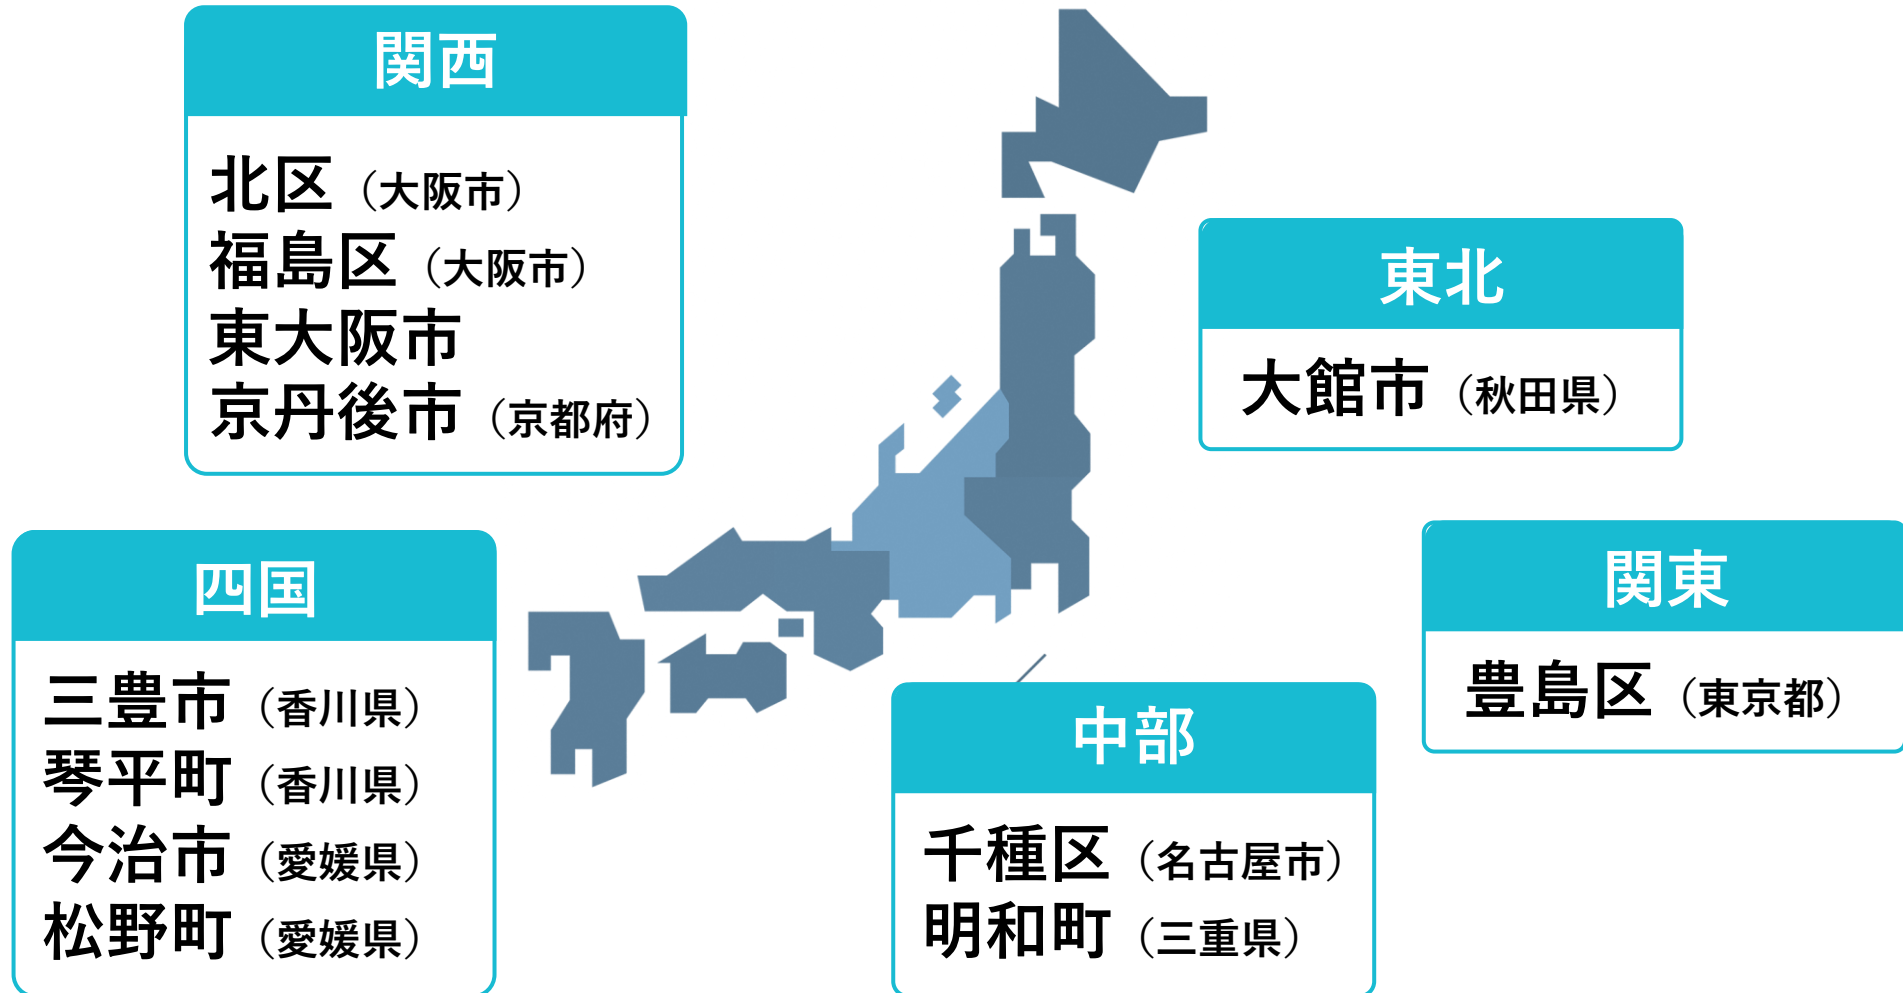 関西
北区（大阪市）
福島区（大阪市）
東大阪市
京丹後市（京都府）
東北
大館市（秋田県）
関東
豊島区（東京都）
四国
三豊市（香川県）
琴平町（香川県）
今治市（愛媛県）
松野町（愛媛県）
中部
千種区（名古屋市）
明和町（三重県）